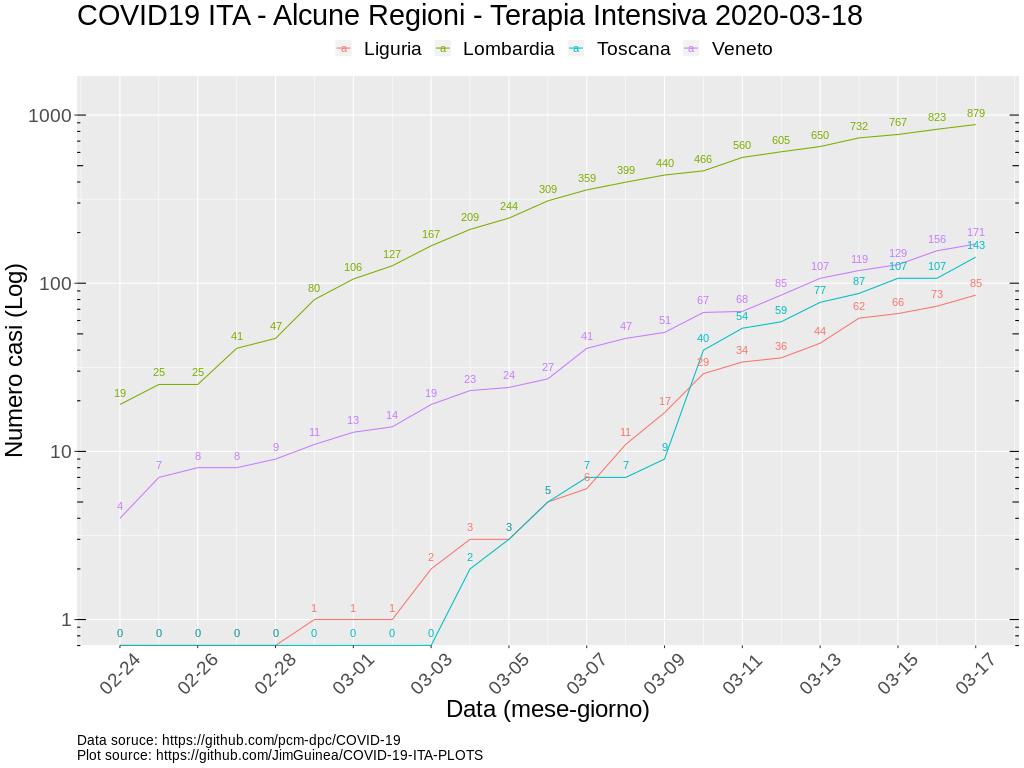 COVID19 ITA - Alcune Regioni - Terapia Intensiva 2020-03-18
a Liguria a Lombardia a Toscana a Veneto
Numero casi (Log)
1000
100
10
1
19 25 25 41 47 80 106 127 167 209 244 309 359 399 440 466 560 605 650 732 767 823 879
4 7 8 8 9 11 13 14 19 23 24 27 41 47 51 67 68 85 107 119 129 156 171
0 0 0 0 0 0 0 0 0 2 3 5 7 7 9 40 54 59 77 87 107 107 143
1 1 1 2 3 6 11 17 29 34 36 44 62 66 73 85
02-24 02-26 02-28 03-01 03-03 03-05 03-07 03-09 03-11 03-13 03-15 03-17
Data (mese-giorno)
Data soruce: https://github.com/pcm-dpc/COVID-19
Plot source: https://github.com/JimGuinea/COVID-19-ITA-PLOTS